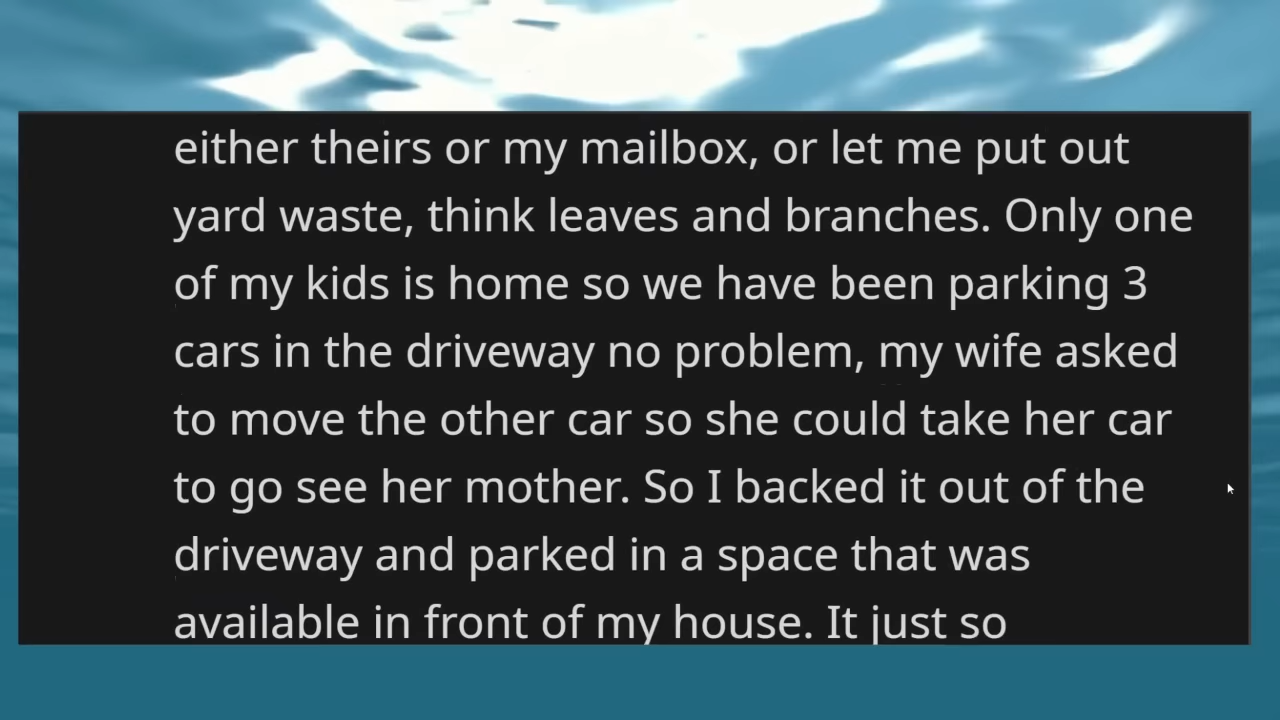 either theirs or my mailbox, or let me put out
yard waste, think leaves and branches. Only one
of my kids is home so we have been parking 3
cars in the driveway no problem, my wife asked
to move the other car so she could take her car
to go see her mother. So I backed it out of the
driveway and parked in a space that was
available in front of my house. It just so